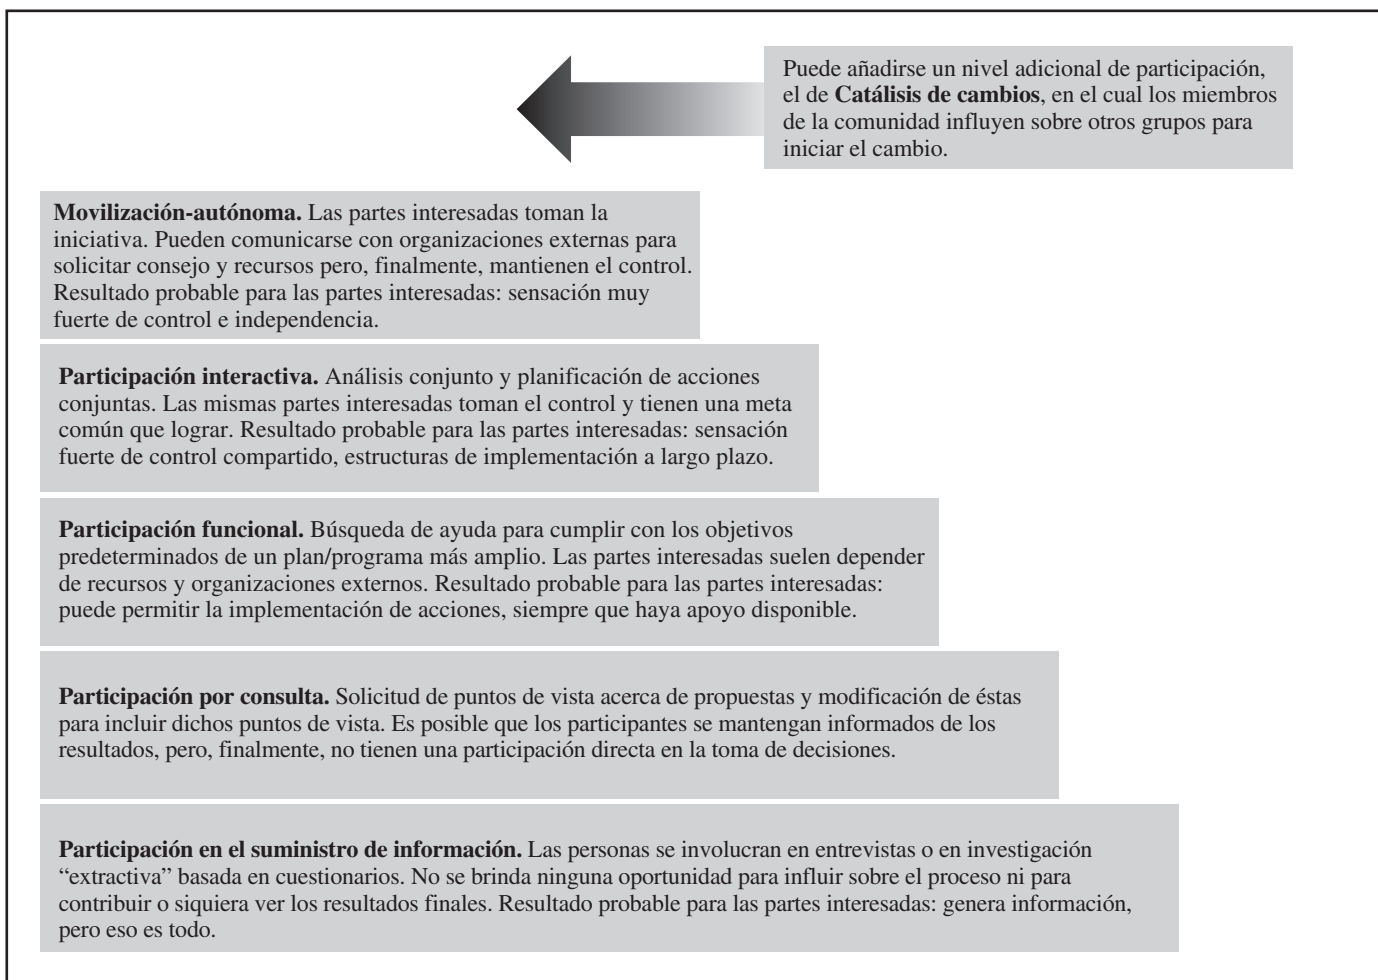 Puede añadirse un nivel adicional de participación,
el de Catálisis de cambios, en el cual los miembros
de la comunidad influyen sobre otros grupos para
iniciar el cambio.
Movilización-autónoma. Las partes interesadas toman la
iniciativa. Pueden comunicarse con organizaciones externas para
solicitar consejo y recursos pero, finalmente, mantienen el control.
Resultado probable para las partes interesadas: sensación muy
fuerte de control e independencia.
Participación interactiva. Análisis conjunto y planificación de acciones
conjuntas. Las mismas partes interesadas toman el control y tienen una meta
común que lograr. Resultado probable para las partes interesadas: sensación
fuerte de control compartido, estructuras de implementación a largo plazo.
Participación funcional. Búsqueda de ayuda para cumplir con los objetivos
predeterminados de un plan/programa más amplio. Las partes interesadas suelen depender
de recursos y organizaciones externos. Resultado probable para las partes interesadas:
puede permitir la implementación de acciones, siempre que haya apoyo disponible.
Participación por consulta. Solicitud de puntos de vista acerca de propuestas y modificación de éstas
para incluir dichos puntos de vista. Es posible que los participantes se mantengan informados de los
resultados, pero, finalmente, no tienen una participación directa en la toma de decisiones.
Participación en el suministro de información. Las personas se involucran en entrevistas o en investigación
“extractiva” basada en cuestionarios. No se brinda ninguna oportunidad para influir sobre el proceso ni para
contribuir o siquiera ver los resultados finales. Resultado probable para las partes interesadas: genera información,
pero eso es todo.